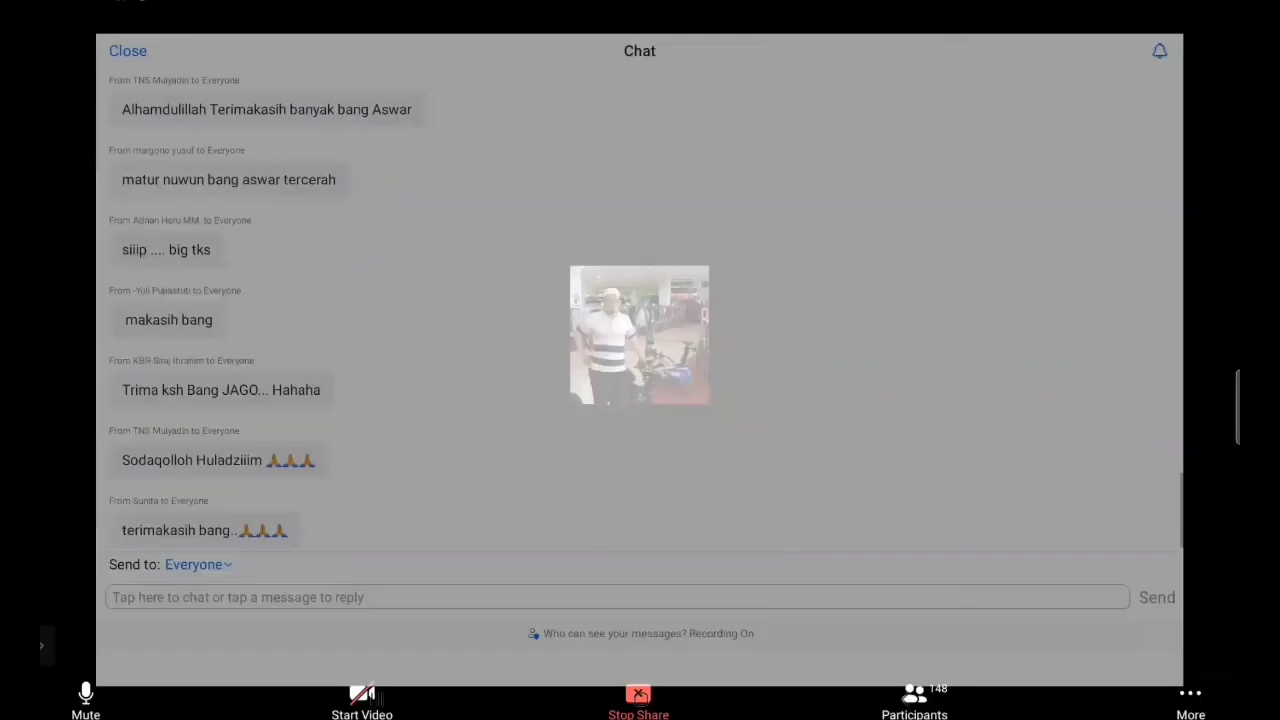 Close
Chat
From TNS Mulyadin to Everyone
Alhamdulillah Terimakasih banyak bang Aswar
From margono yusuf to Everyone
matur nuwun bang aswar tercerah
From Adnan Heru MM to Everyone
siiip .... big tks
From -Yuli Pujiastuti to Everyone
makasih bang
From KBR-Siraj Ibrahim to Everyone
Trima ksh Bang JAGO... Hahaha
From TNS Mulyadin to Everyone
Sodaqolloh Huladziiim 🙏🙏🙏
From Sunita to Everyone
terimakasih bang..🙏🙏🙏
Send to: Everyone
Tap here to chat or tap a message to reply
Send
Who can see your messages? Recording On
148
Mute
Start Video
Stop Share
Participants
More